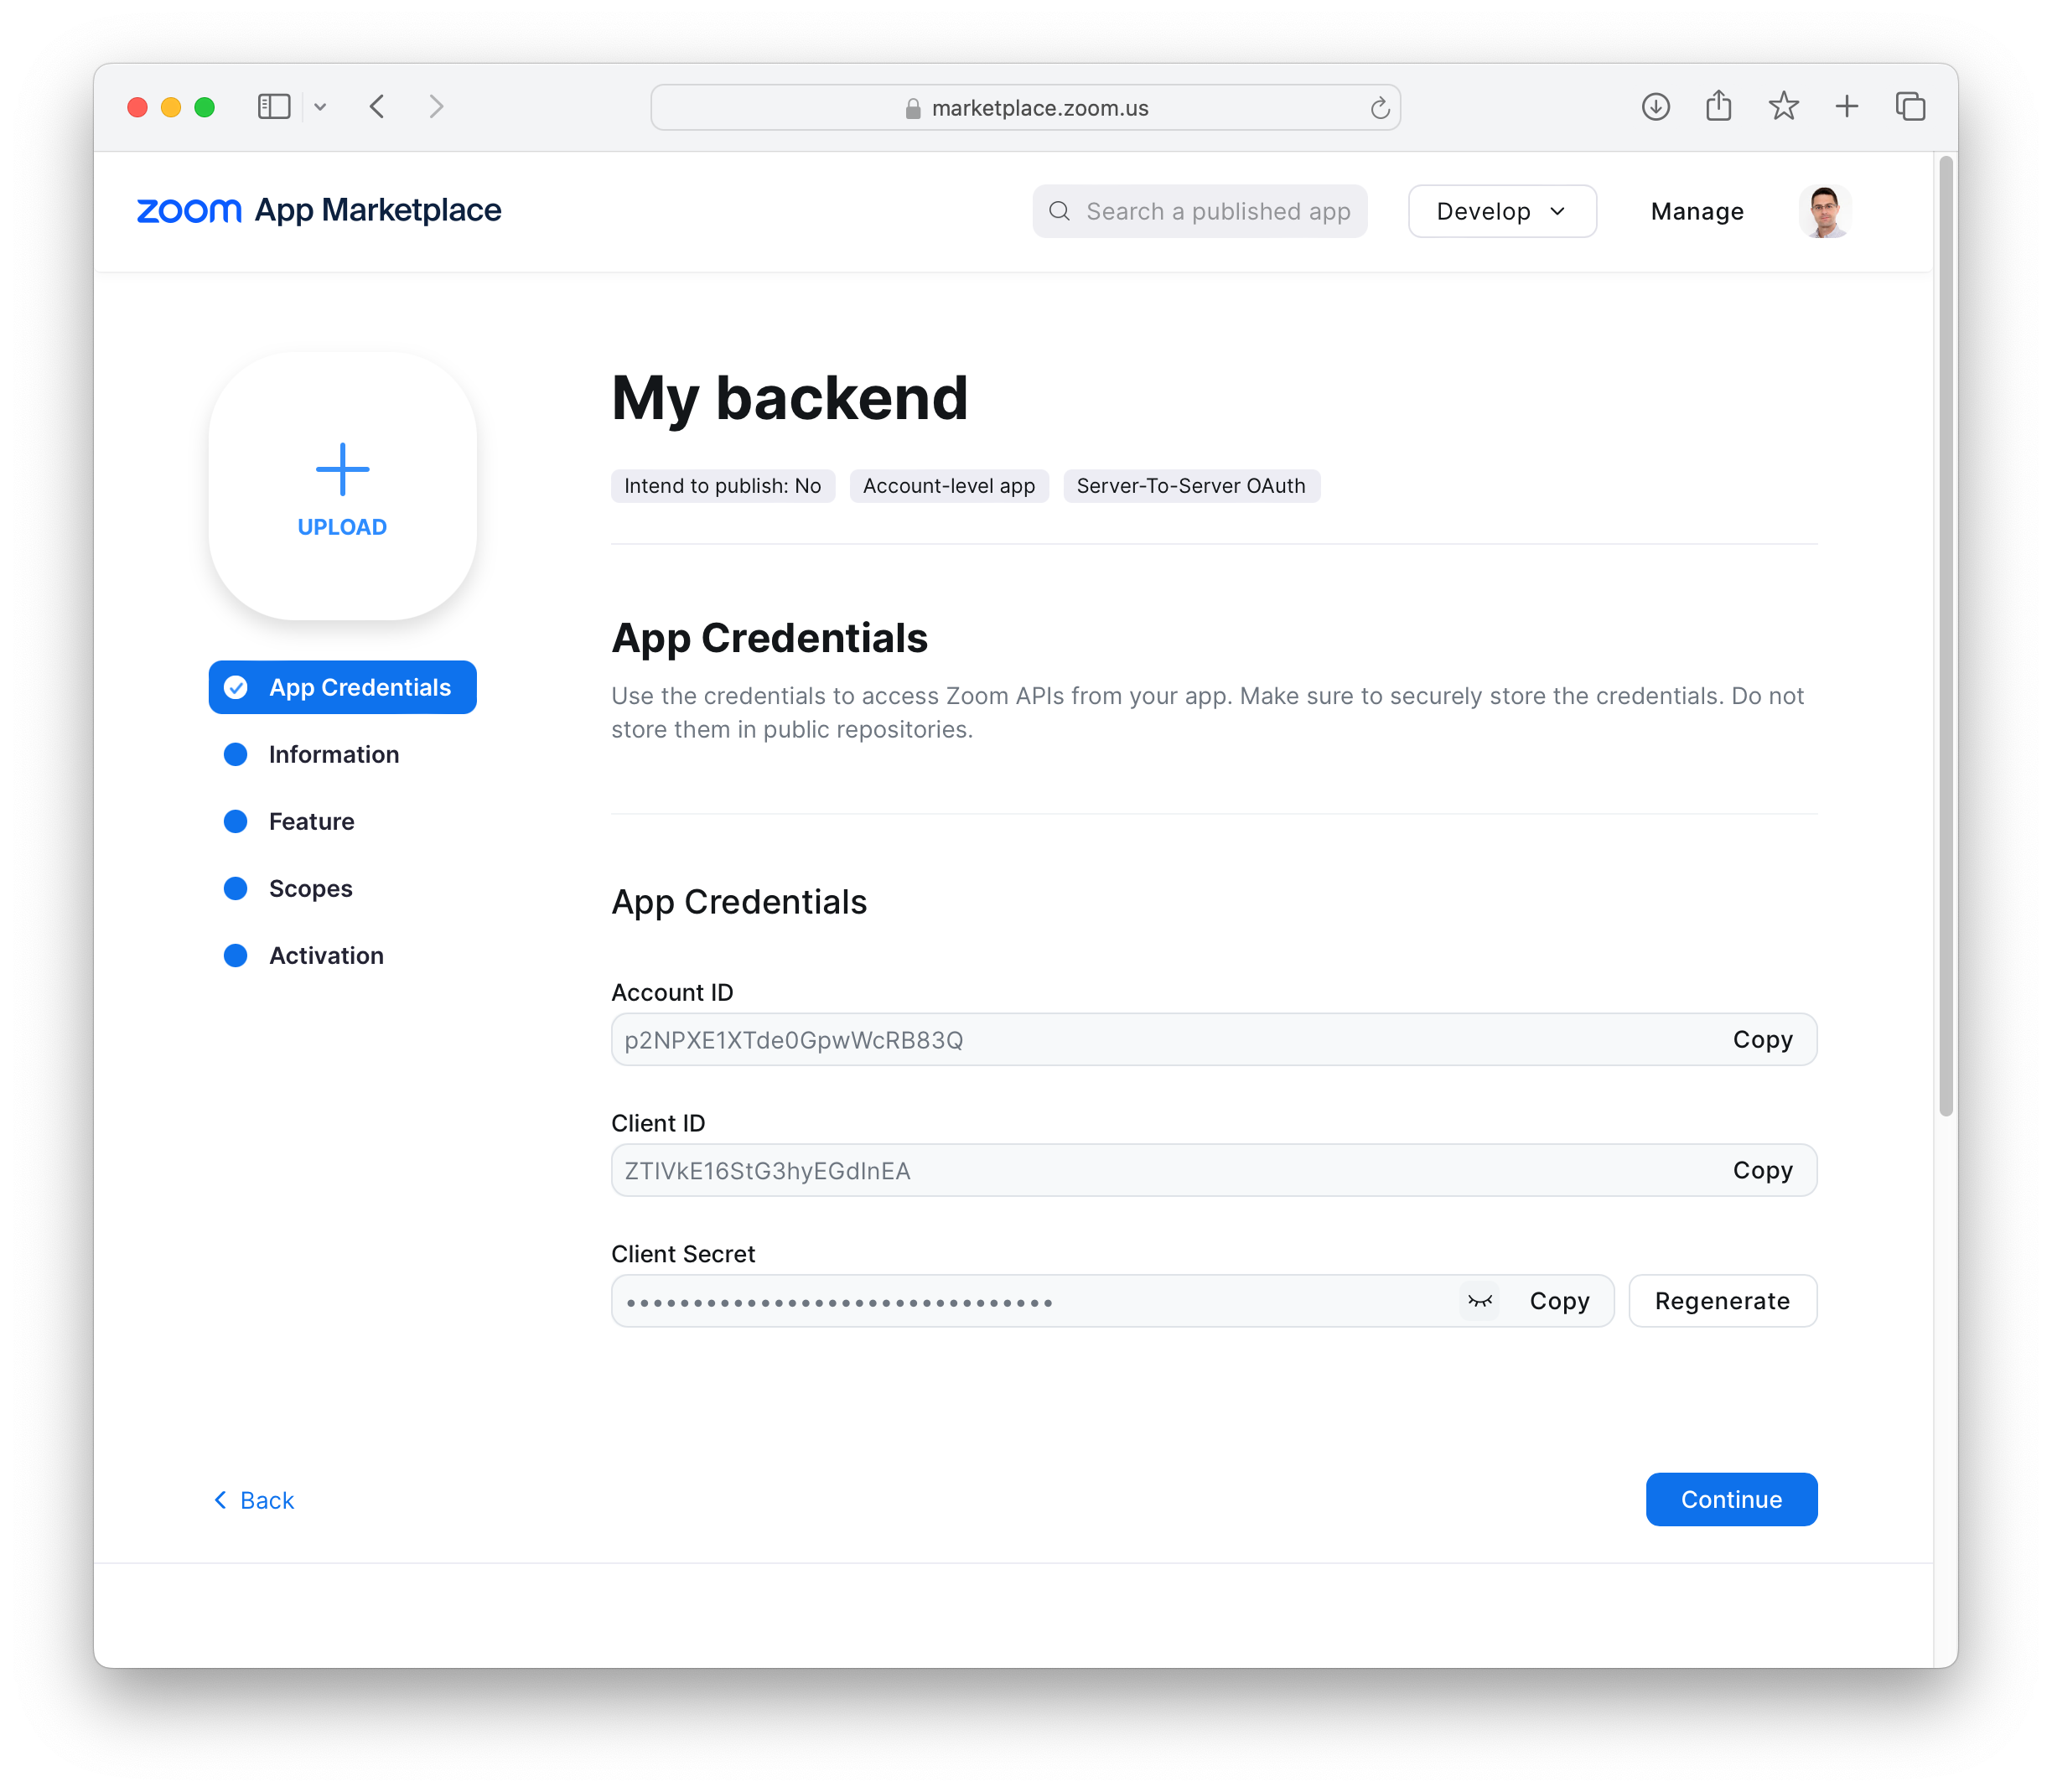 marketplace.zoom.us
zoom App Marketplace
Search a published app
Develop
Manage
UPLOAD
App Credentials
Information
Feature
Scopes
Activation
My backend
Intend to publish: No
Account-level app
Server-To-Server OAuth
App Credentials
Use the credentials to access Zoom APIs from your app. Make sure to securely store the credentials. Do not
store them in public repositories.
App Credentials
Account ID
p2NPXE1XTde0GpwWcRB83Q
Copy
Client ID
ZTIVkE16StG3hyEGdInEA
Copy
Client Secret
••••••••••••••••••••••••••••••••
Copy
Regenerate
Back
Continue